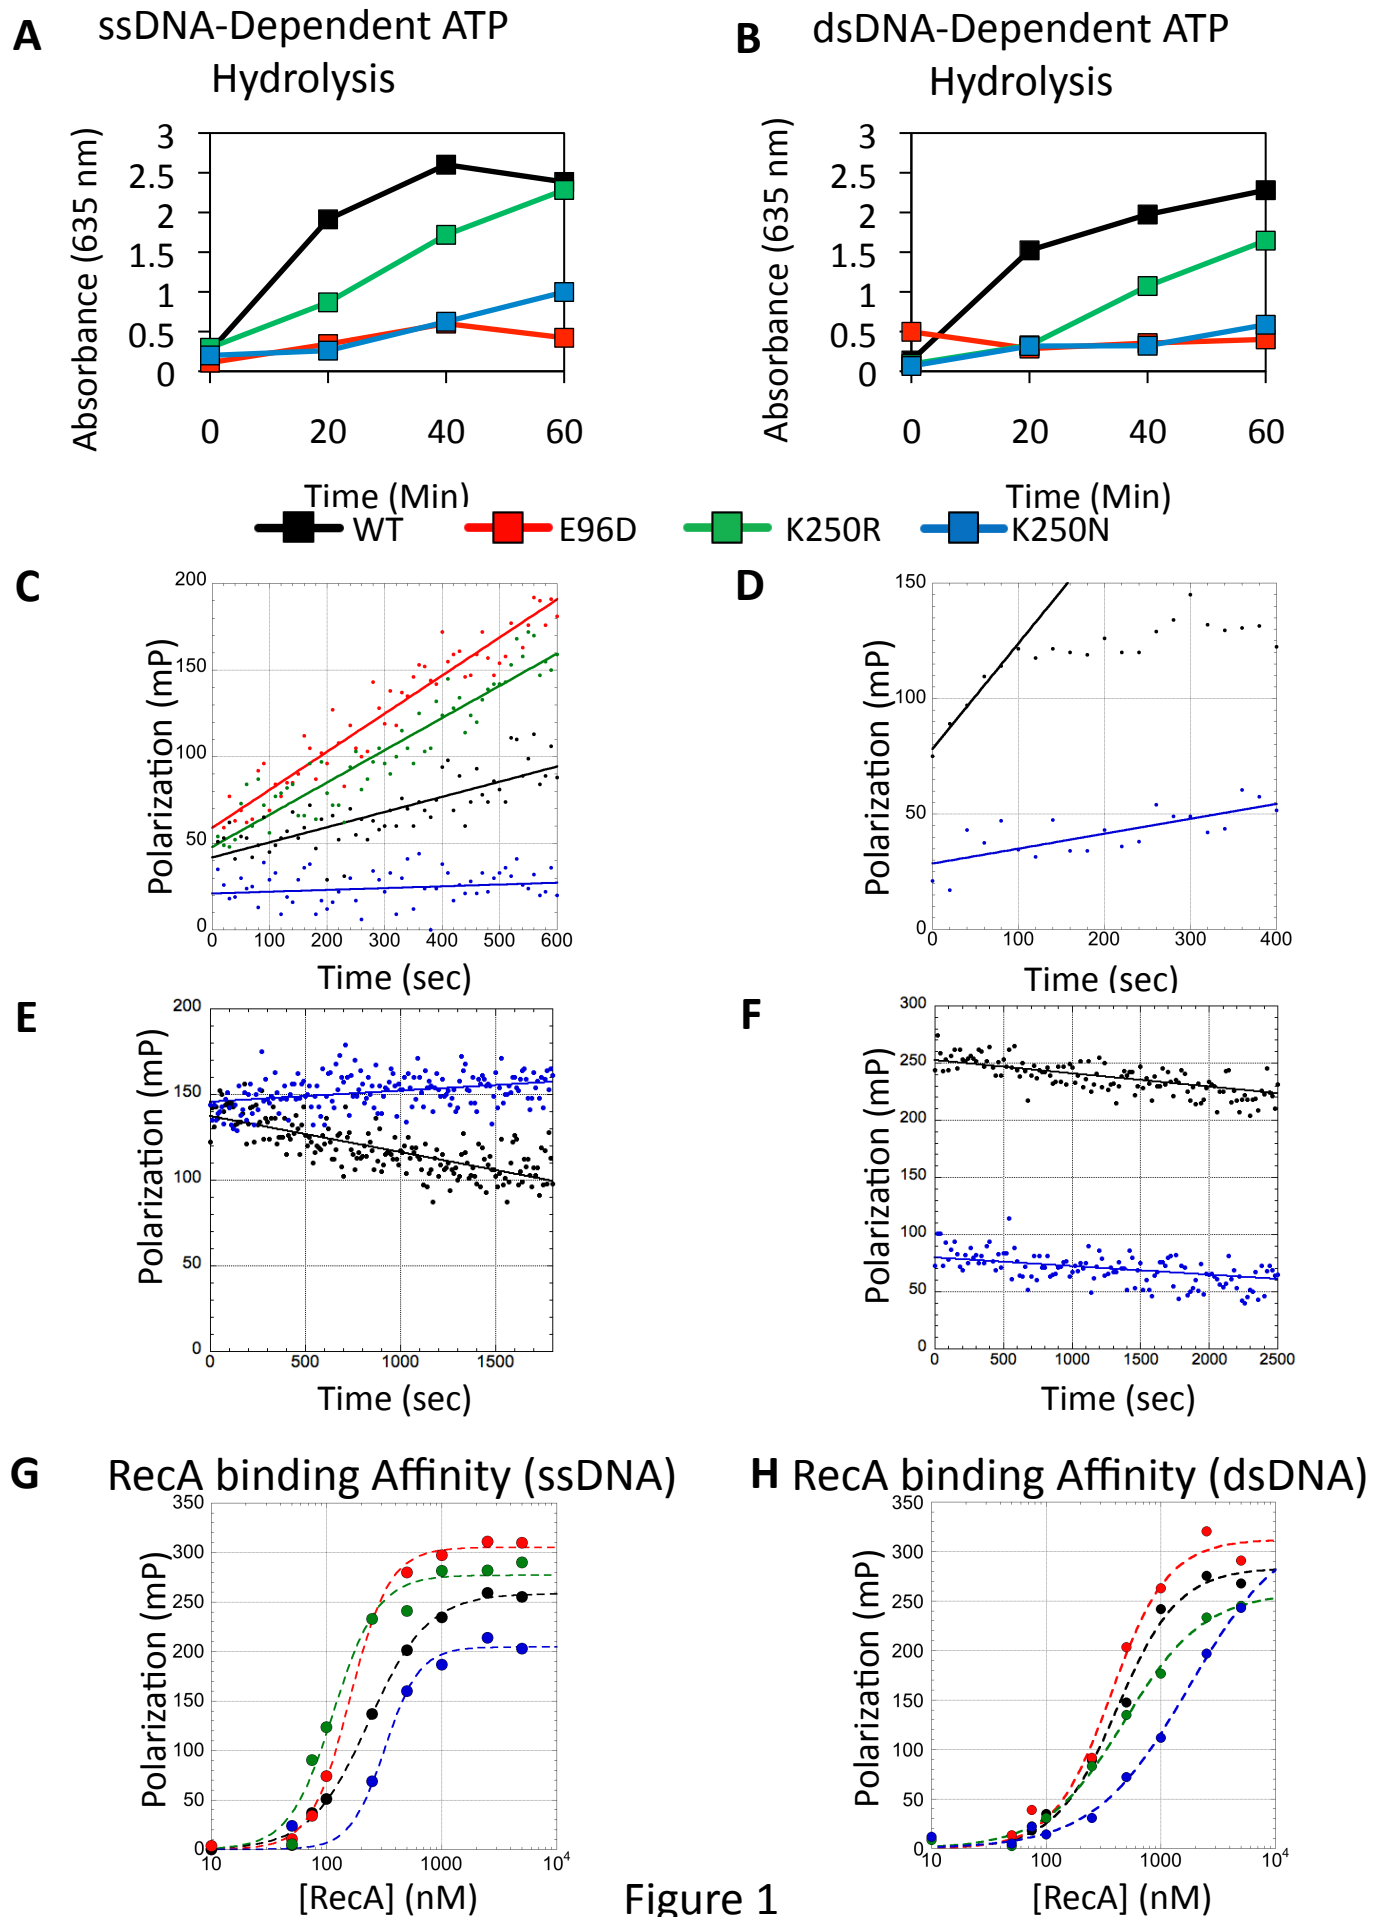 A ssDNA-Dependent ATP
Hydrolysis
B dsDNA-Dependent ATP
Hydrolysis
Absorbance (635 nm)
3
2.5
2
1.5
1
0.5
0
0 20 40 60
Time (Min)
Absorbance (635 nm)
3
2.5
2
1.5
1
0.5
0
0 20 40 60
Time (Min)
WT E96D K250R K250N
C
Polarization (mP)
200
150
100
50
0
0 100 200 300 400 500 600
Time (sec)
D
Polarization (mP)
150
100
50
0
0 100 200 300 400
Time (sec)
E
Polarization (mP)
200
150
100
50
0
0 500 1000 1500
Time (sec)
F
Polarization (mP)
300
250
200
150
100
50
0
0 500 1000 1500 2000 2500
Time (sec)
G RecA binding Affinity (ssDNA)
Polarization (mP)
350
300
250
200
150
100
50
0
10 100 1000 10⁴
[RecA] (nM)
H RecA binding Affinity (dsDNA)
Polarization (mP)
350
300
250
200
150
100
50
0
10 100 1000 10⁴
[RecA] (nM)
Figure 1